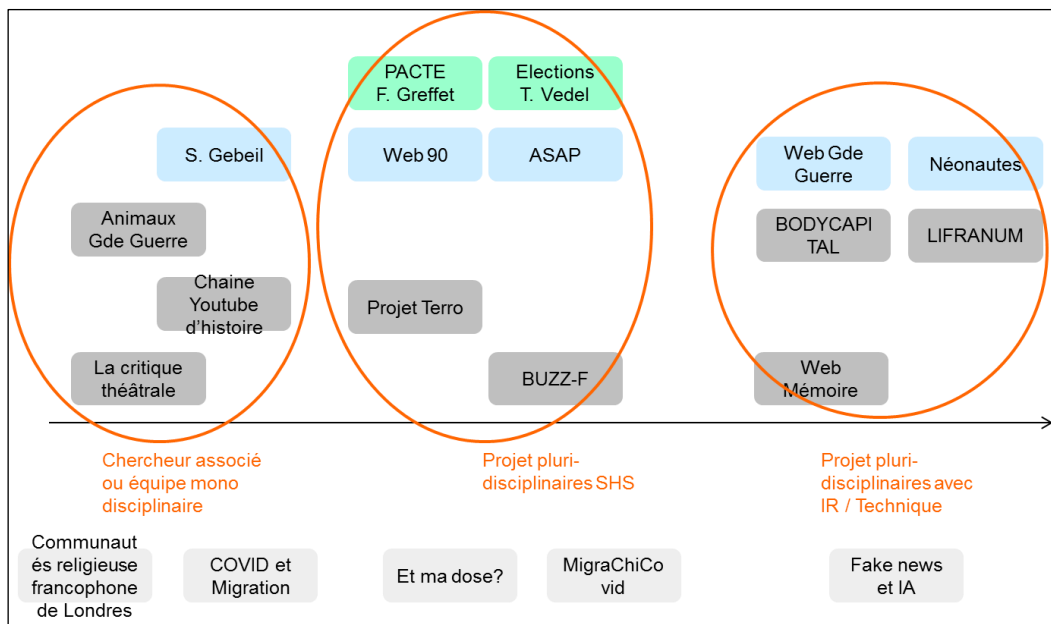 PACTE
F. Greffet
Elections
T. Vedel
S. Gebeil
Web 90
ASAP
Web Gde
Guerre
Néonautes
Animaux
Gde Guerre
BODYCAPI
TAL
LIFRANUM
Chaine
Youtube
d'histoire
Projet Terro
La critique
théâtrale
BUZZ-F
Web
Mémoire
Chercheur associé
ou équipe mono
disciplinaire
Projet pluri-
disciplinaires SHS
Projet pluri-
disciplinaires avec
IR / Technique
Communaut
és religieuse
francophone
de Londres
COVID et
Migration
Et ma dose?
MigraChiCo
vid
Fake news
et IA